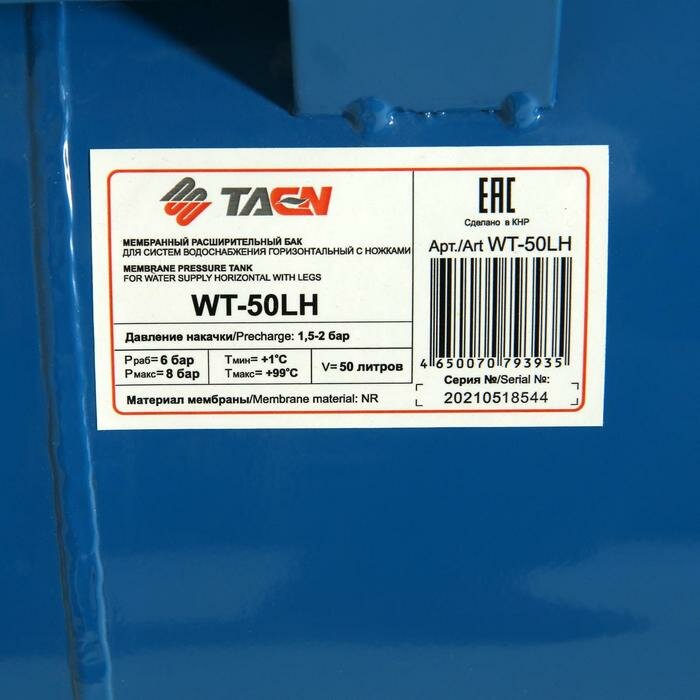 TAEN
МЕМБРАННЫЙ РАСШИРИТЕЛЬНЫЙ БАК
ДЛЯ СИСТЕМ ВОДОСНАБЖЕНИЯ ГОРИЗОНТАЛЬНЫЙ С НОЖКАМИ
MEMBRANE PRESSURE TANK
FOR WATER SUPPLY HORIZONTAL WITH LEGS
WT-50LH
Давление накачки/Precharge: 1,5-2 бар
Pраб= 6 бар
Pмакс= 8 бар
Tмин= +1°C
Tмакс= +99°C
V= 50 литров
Материал мембраны/Membrane material: NR
EAC
Сделано в КНР
Арт./Art WT-50LH
4 650070 793935
Серия №/Serial №:
20210518544